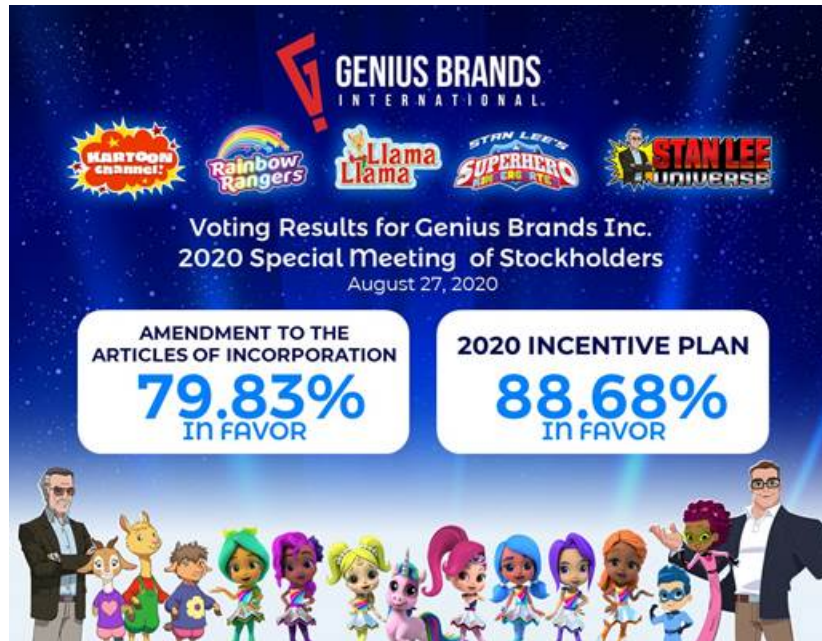 GENIUS BRANDS
INTERNATIONAL
KARTOON
channel!
Rainbow
Rangers
Llama
Llama
STAN LEE'S
SUPERHERO
KINDERGARTEN
STAN LEE
UNIVERSE
Voting Results for Genius Brands Inc.
2020 Special Meeting of Stockholders
August 27, 2020
AMENDMENT TO THE
ARTICLES OF INCORPORATION
79.83%
IN FAVOR
2020 INCENTIVE PLAN
88.68%
IN FAVOR